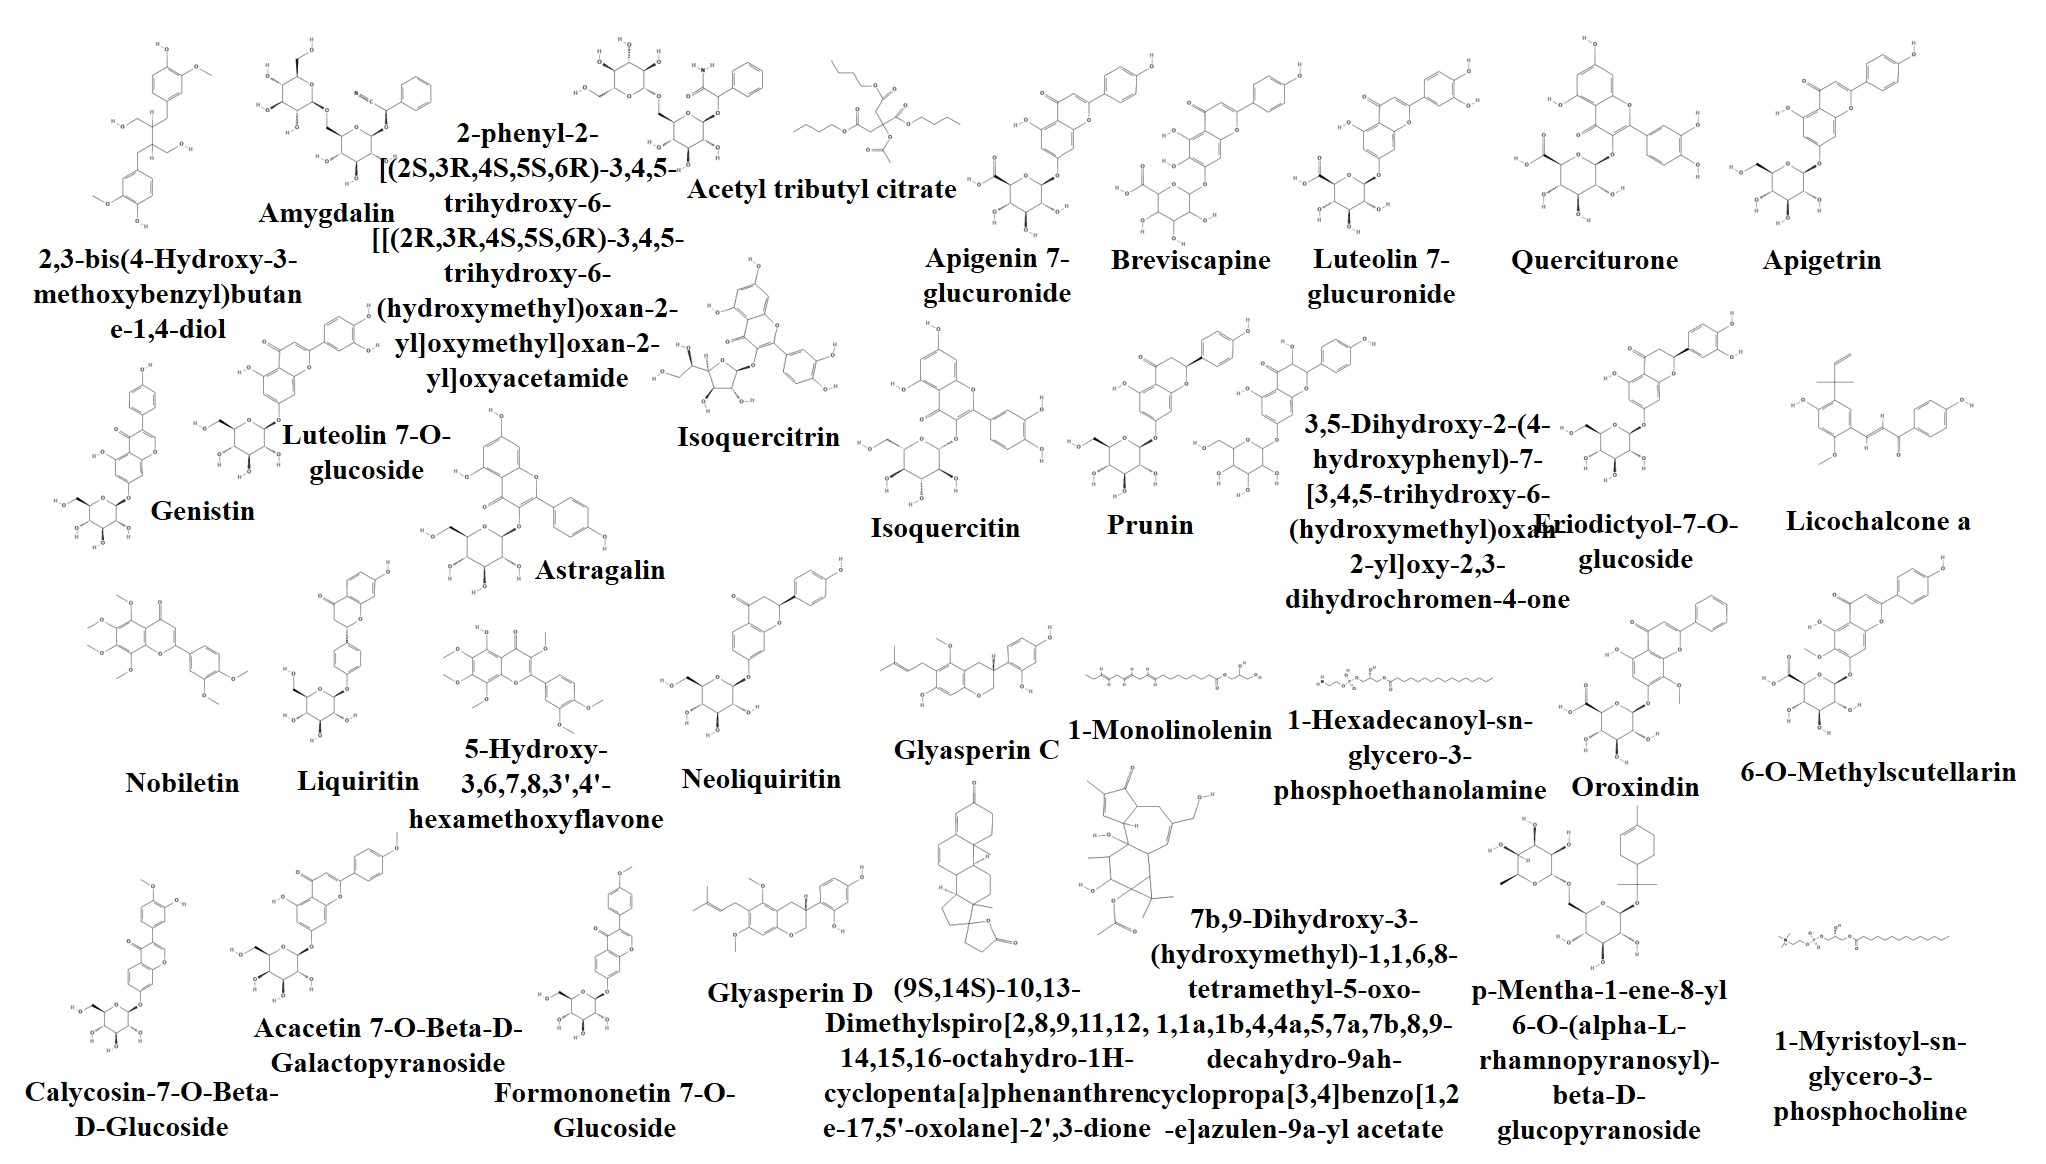 2,3-bis(4-Hydroxy-3-
methoxybenzyl)butan
e-1,4-diol
Amygdalin
2-phenyl-2-
[(2S,3R,4S,5S,6R)-3,4,5-
trihydroxy-6-
[[(2R,3R,4S,5S,6R)-3,4,5-
trihydroxy-6-
(hydroxymethyl)oxan-2-
yl]oxymethyl]oxan-2-
yl]oxyacetamide
Acetyl tributyl citrate
Apigenin 7-
glucuronide
Breviscapine
Luteolin 7-
glucuronide
Querciturone
Apigetrin
Genistin
Luteolin 7-O-
glucoside
Astragalin
Isoquercitrin
Isoquercitin
Prunin
3,5-Dihydroxy-2-(4-
hydroxyphenyl)-7-
[3,4,5-trihydroxy-6-
(hydroxymethyl)oxan-
2-yl]oxy-2,3-
dihydrochromen-4-one
Eriodictyol-7-O-
glucoside
Licochalcone a
Nobiletin
Liquiritin
5-Hydroxy-
3,6,7,8,3',4'-
hexamethoxyflavone
Neoliquiritin
Glyasperin C
1-Monolinolenin
1-Hexadecanoyl-sn-
glycero-3-
phosphoethanolamine
Oroxindin
6-O-Methylscutellarin
Calycosin-7-O-Beta-
D-Glucoside
Acacetin 7-O-Beta-D-
Galactopyranoside
Formononetin 7-O-
Glucoside
Glyasperin D
(9S,14S)-10,13-
Dimethylspiro[2,8,9,11,12,
14,15,16-octahydro-1H-
cyclopenta[a]phenanthren
e-17,5'-oxolane]-2',3-dione
7b,9-Dihydroxy-3-
(hydroxymethyl)-1,1,6,8-
tetramethyl-5-oxo-
1,1a,1b,4,4a,5,7a,7b,8,9-
decahydro-9ah-
cyclopropa[3,4]benzo[1,2
-e]azulen-9a-yl acetate
p-Mentha-1-ene-8-yl
6-O-(alpha-L-
rhamnopyranosyl)-
beta-D-
glucopyranoside
1-Myristoyl-sn-
glycero-3-
phosphocholine